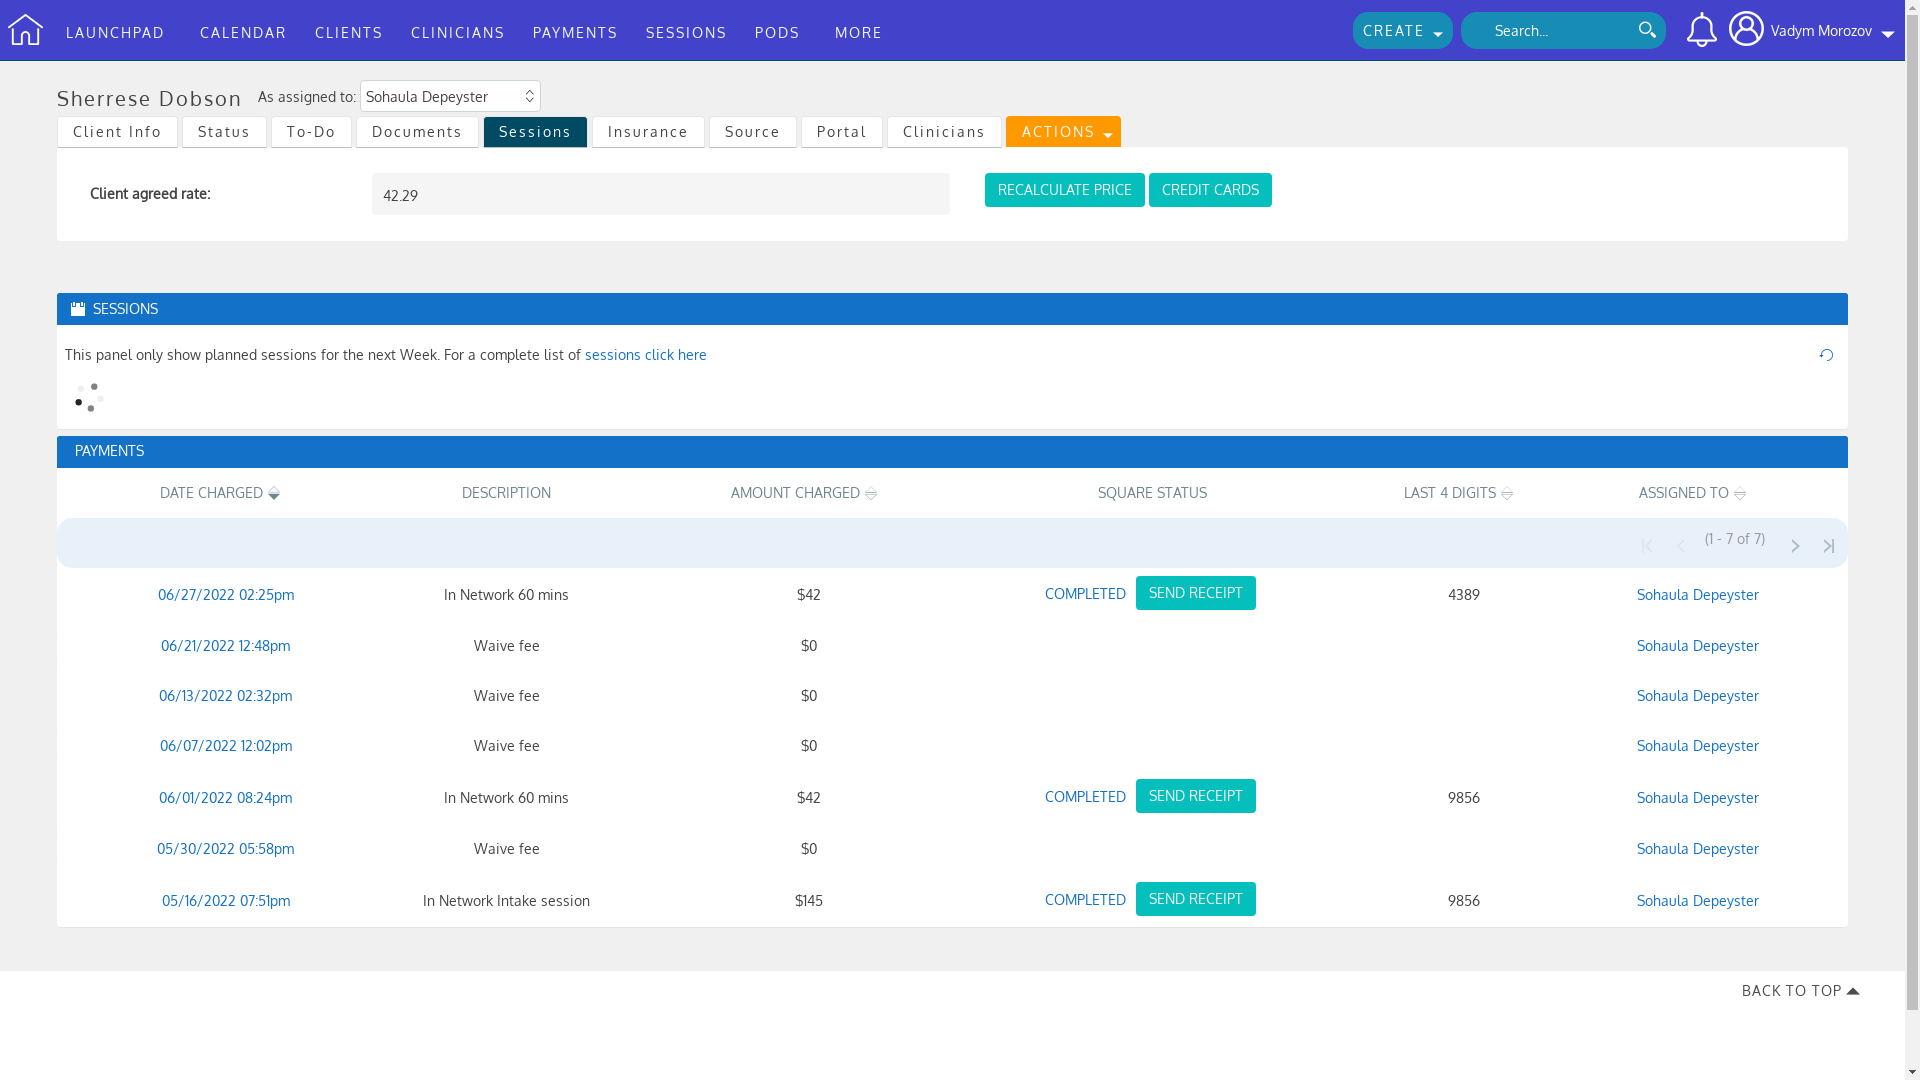 LAUNCHPAD CALENDAR CLIENTS CLINICIANS PAYMENTS SESSIONS PODS MORE CREATE Search... Vadym Morozov
Sherrese Dobson As assigned to: Sohaula Depeyster
Client Info Status To-Do Documents Sessions Insurance Source Portal Clinicians ACTIONS
Client agreed rate: 42.29 RECALCULATE PRICE CREDIT CARDS
SESSIONS
This panel only show planned sessions for the next Week. For a complete list of sessions click here
PAYMENTS
DATE CHARGED DESCRIPTION AMOUNT CHARGED SQUARE STATUS LAST 4 DIGITS ASSIGNED TO
(1 - 7 of 7)
06/27/2022 02:25pm In Network 60 mins $42 COMPLETED SEND RECEIPT 4389 Sohaula Depeyster
06/21/2022 12:48pm Waive fee $0 Sohaula Depeyster
06/13/2022 02:32pm Waive fee $0 Sohaula Depeyster
06/07/2022 12:02pm Waive fee $0 Sohaula Depeyster
06/01/2022 08:24pm In Network 60 mins $42 COMPLETED SEND RECEIPT 9856 Sohaula Depeyster
05/30/2022 05:58pm Waive fee $0 Sohaula Depeyster
05/16/2022 07:51pm In Network Intake session $145 COMPLETED SEND RECEIPT 9856 Sohaula Depeyster
BACK TO TOP